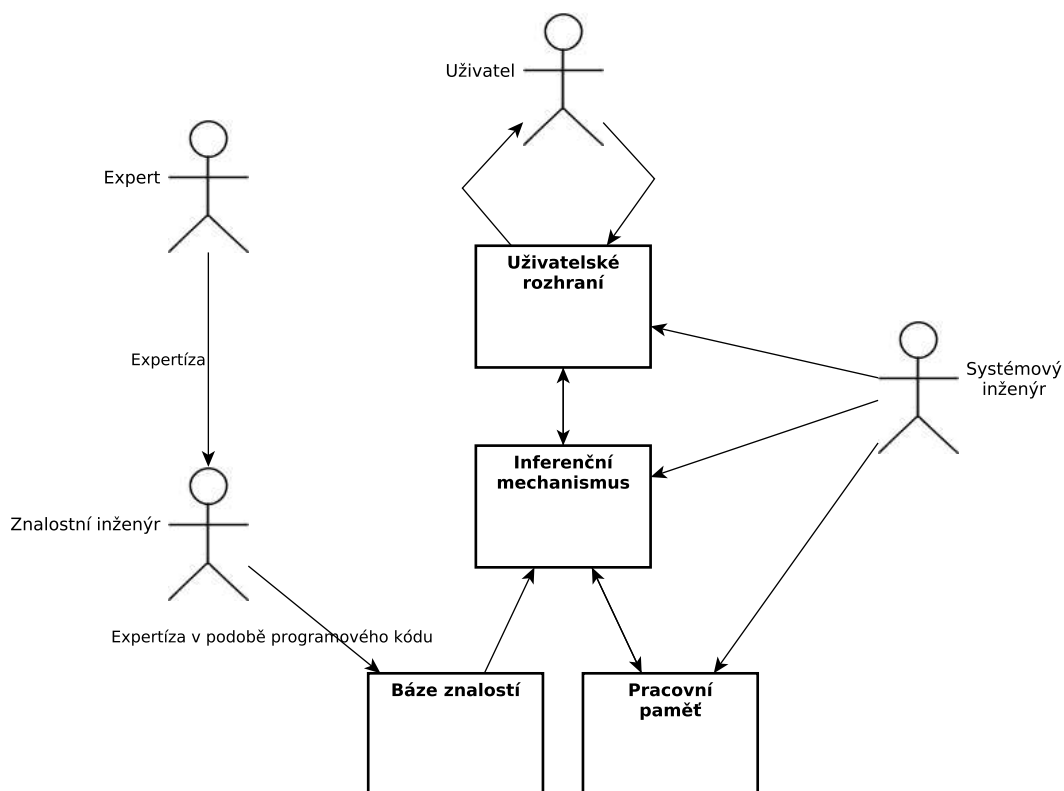 Uživatel
Expert
Uživatelské
rozhraní
Expertíza
Systémový
inženýr
Inferenční
mechanismus
Znalostní inženýr
Expertíza v podobě programového kódu
Báze znalostí
Pracovní
paměť